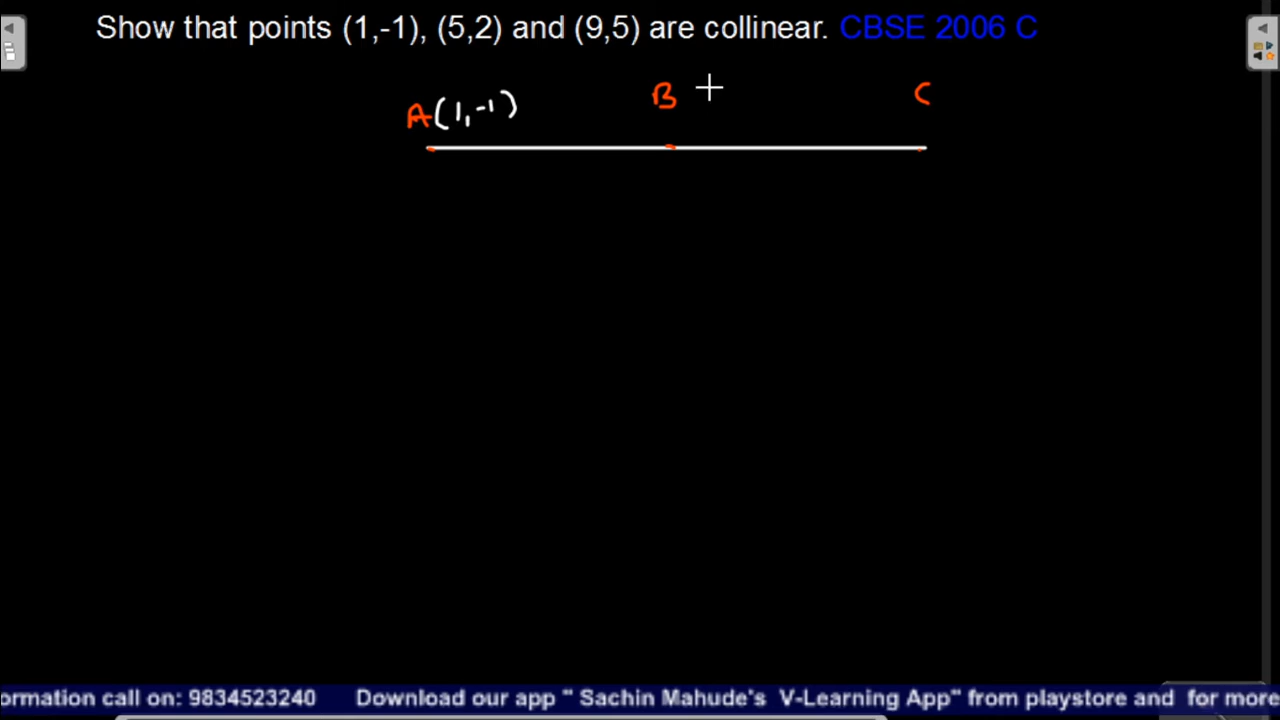 Show that points (1,-1), (5,2) and (9,5) are collinear. CBSE 2006 C
A(1,-1) B C
ormation call on: 9834523240 Download our app " Sachin Mahude's V-Learning App" from playstore and for more